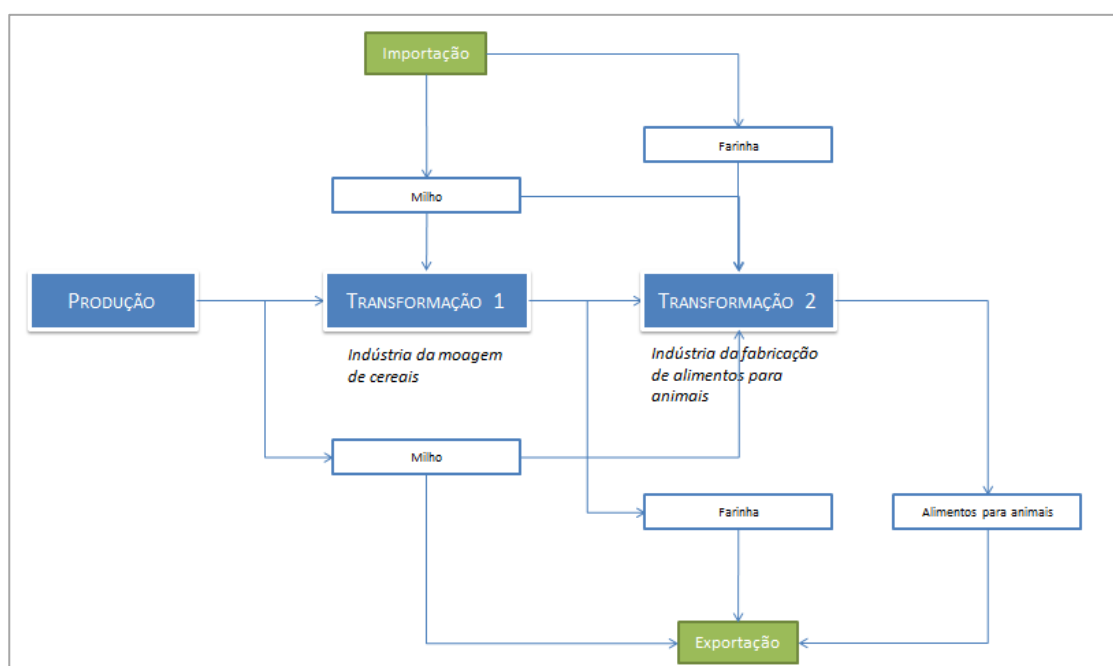 Importação
Farinha
Milho
Produção
Transformação 1
Transformação 2
Indústria da moagem
de cereais
Indústria da fabricação
de alimentos para
animais
Milho
Farinha
Alimentos para animais
Exportação